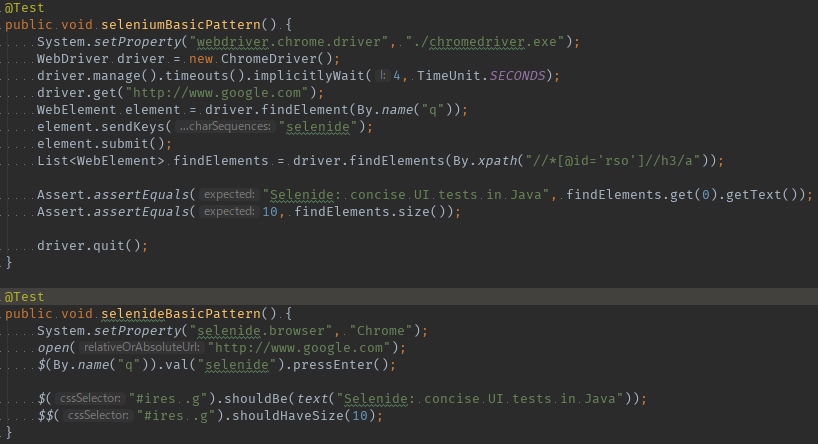 @Test
public void seleniumBasicPattern() {
System.setProperty("webdriver.chrome.driver", "./chromedriver.exe");
WebDriver driver = new ChromeDriver();
driver.manage().timeouts().implicitlyWait( l: 4, TimeUnit.SECONDS);
driver.get("http://www.google.com");
WebElement element = driver.findElement(By.name("q"));
element.sendKeys( ...charSequences: "selenide");
element.submit();
List<WebElement> findElements = driver.findElements(By.xpath("//*[@id='rso']//h3/a"));
Assert.assertEquals( expected: "Selenide: concise UI tests in Java", findElements.get(0).getText());
Assert.assertEquals( expected: 10, findElements.size());
driver.quit();
}
@Test
public void selenideBasicPattern() {
System.setProperty("selenide.browser", "Chrome");
open( relativeOrAbsoluteUrl: "http://www.google.com");
$(By.name("q")).val("selenide").pressEnter();
$( cssSelector: "#ires .g").shouldBe(text("Selenide: concise UI tests in Java"));
$$( cssSelector: "#ires .g").shouldHaveSize(10);
}